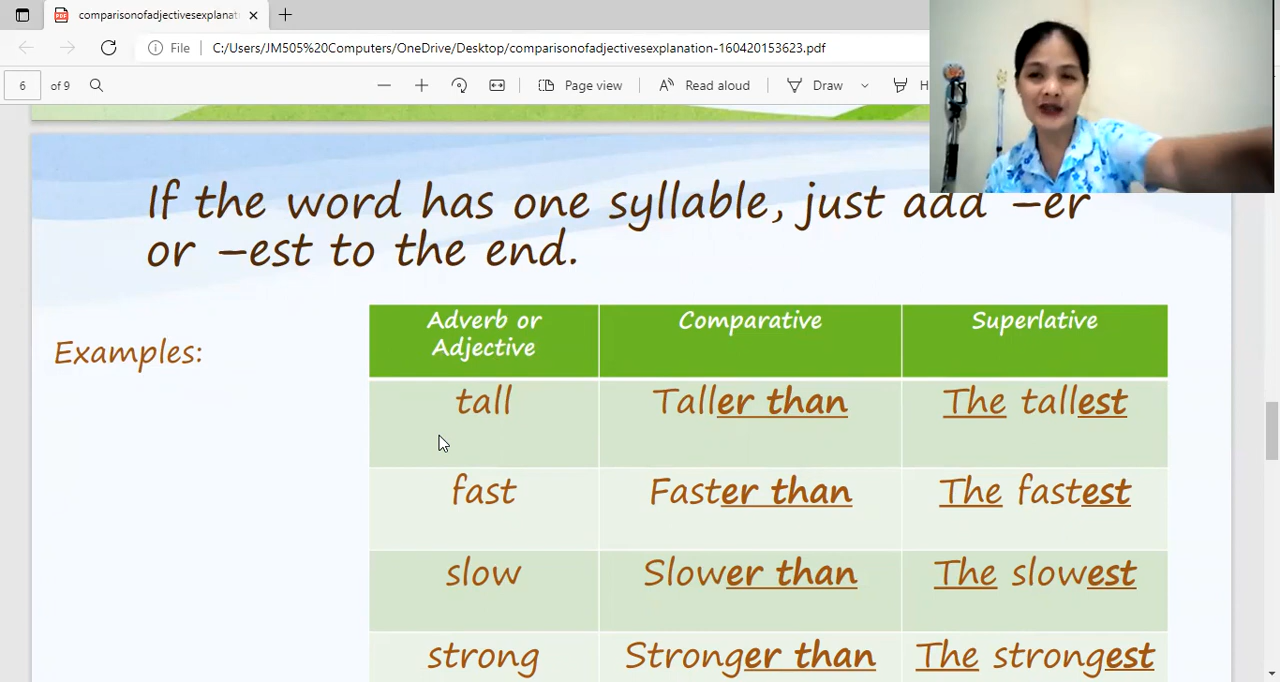 comparisonofadjectivesexplanat
File C:/Users/JM505%20Computers/OneDrive/Desktop/comparisonofadjectivesexplanation-160420153623.pdf
6 of 9 Page view Read aloud Draw
If the word has one syllable, just add –er
or –est to the end.
Examples:
Adverb or
Adjective
Comparative
Superlative
tall Taller than The tallest
fast Faster than The fastest
slow Slower than The slowest
strong Stronger than The strongest